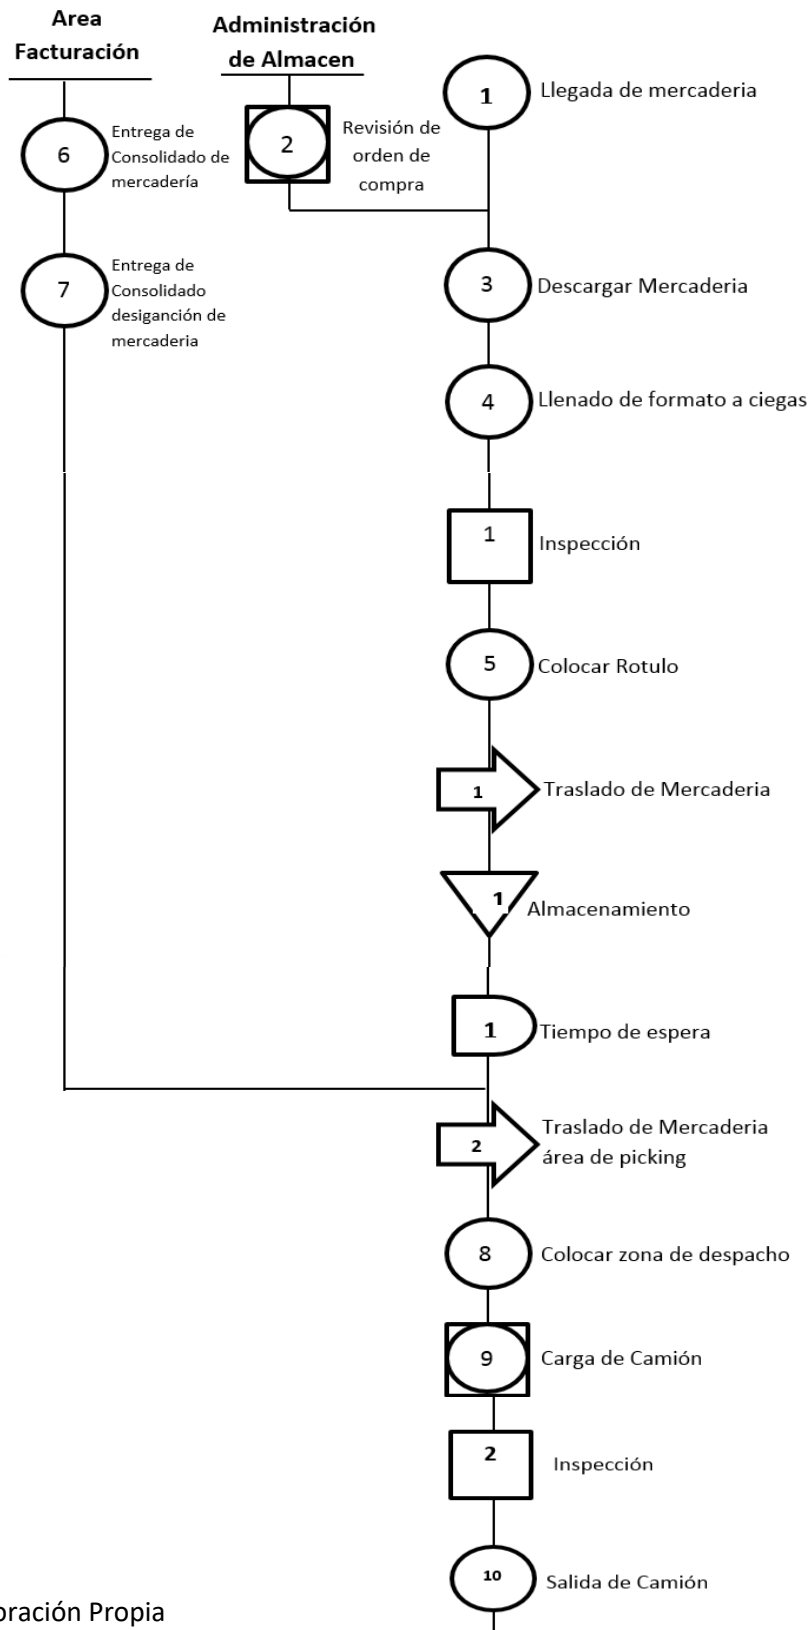 Area
Facturación
6
Entrega de
Consolidado de
mercadería
7
Entrega de
Consolidado
desigancíón de
mercaderia
Administración
de Almacen
2
Revisión de
orden de
compra
1
Llegada de mercaderia
3
Descargar Mercaderia
4
Llenado de formato a ciegas
1
Inspección
5
Colocar Rotulo
1
Traslado de Mercaderia
1
Almacenamiento
1
Tiempo de espera
2
Traslado de Mercaderia
área de picking
8
Colocar zona de despacho
9
Carga de Camión
2
Inspección
10
Salida de Camión
oración Propia